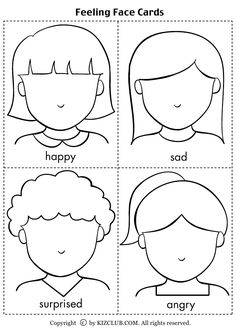 Feeling Face Cards
happy
sad
surprised
angry
Copyright ⓒ by KIZCLUB.COM. All rights reserved.